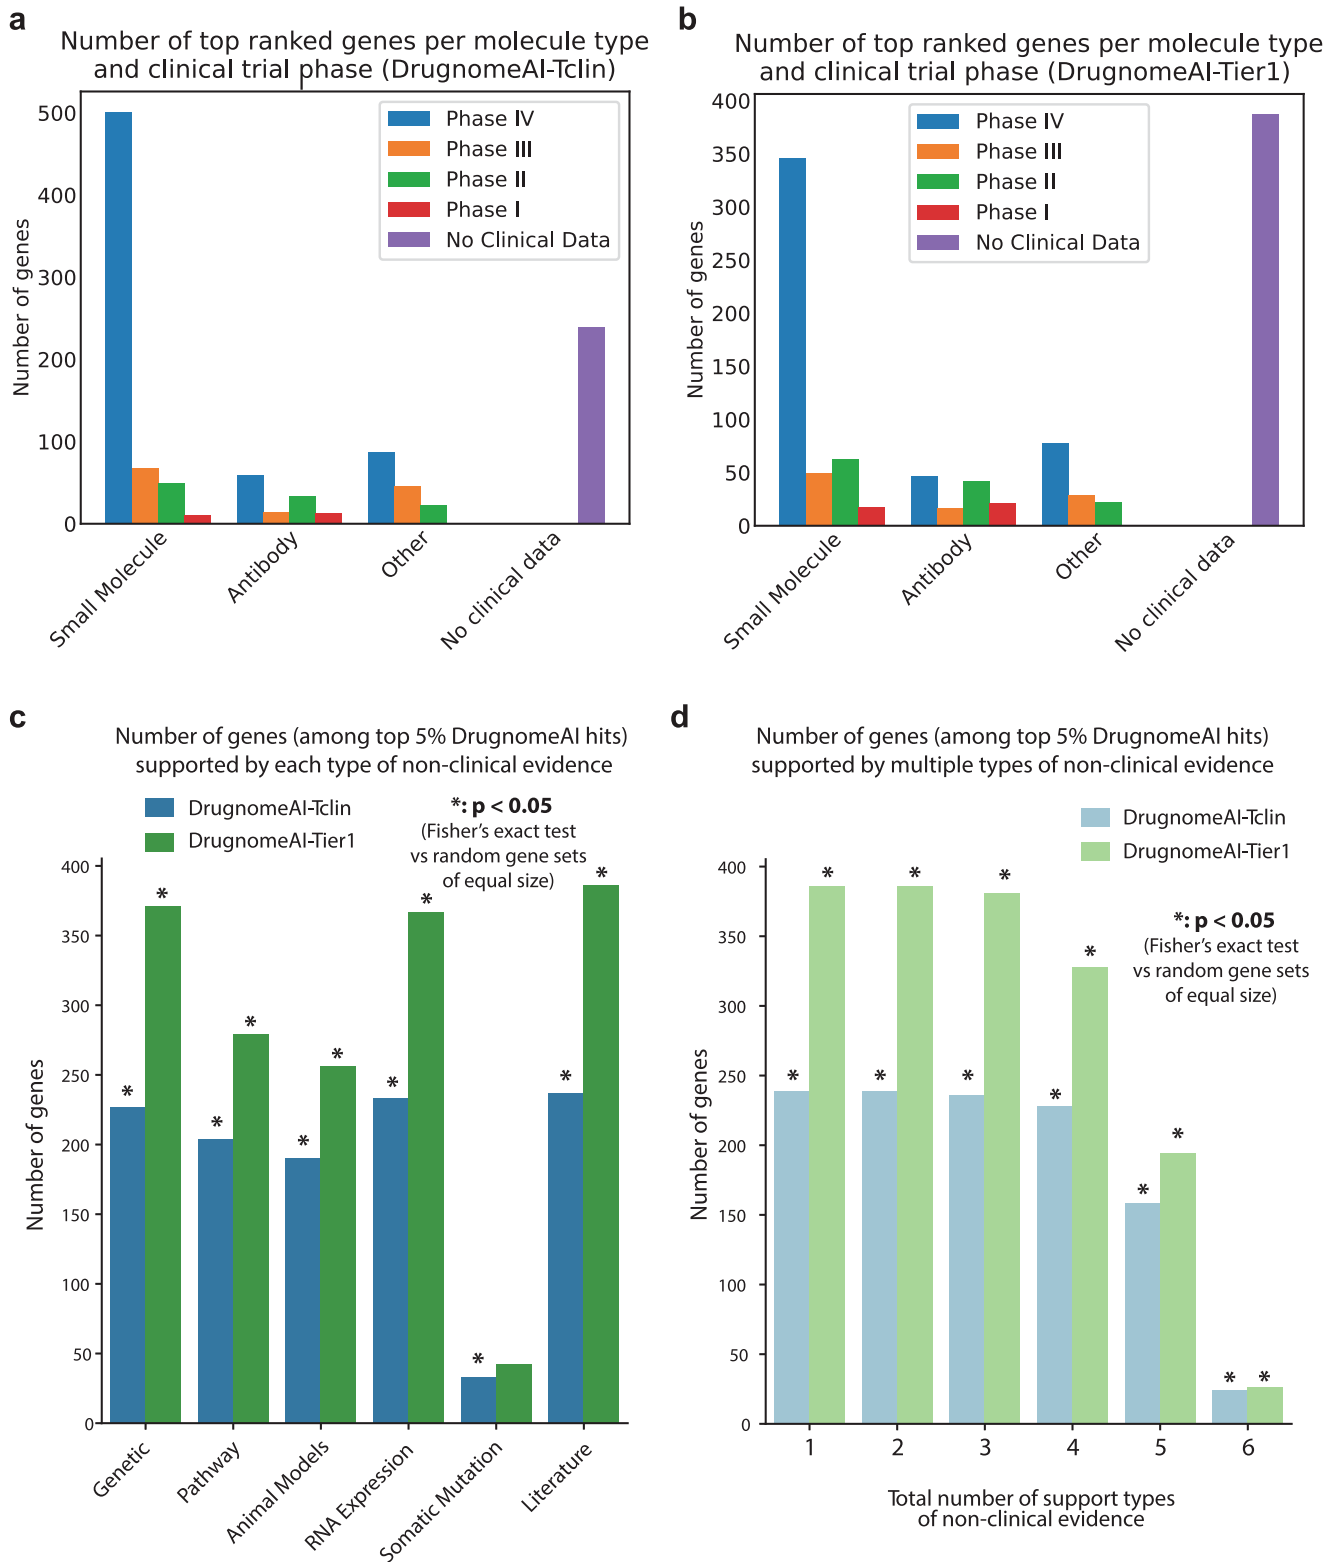 a
Number of top ranked genes per molecule type
and clinical trial phase (DrugnomeAI-Tclin)
Number of genes
500
400
300
200
100
0
Phase IV
Phase III
Phase II
Phase I
No Clinical Data
Small Molecule
Antibody
Other
No clinical data
b
Number of top ranked genes per molecule type
and clinical trial phase (DrugnomeAI-Tier1)
Number of genes
400
350
300
250
200
150
100
50
0
Phase IV
Phase III
Phase II
Phase I
No Clinical Data
Small Molecule
Antibody
Other
No clinical data
c
Number of genes (among top 5% DrugnomeAI hits)
supported by each type of non-clinical evidence
DrugnomeAI-Tclin
DrugnomeAI-Tier1
*: p < 0.05
(Fisher's exact test
vs random gene sets
of equal size)
Number of genes
400
350
300
250
200
150
100
50
0
* *
* *
* *
* *
*
* *
Genetic
Pathway
Animal Models
RNA Expression
Somatic Mutation
Literature
d
Number of genes (among top 5% DrugnomeAI hits)
supported by multiple types of non-clinical evidence
DrugnomeAI-Tclin
DrugnomeAI-Tier1
*: p < 0.05
(Fisher's exact test
vs random gene sets
of equal size)
Number of genes
400
350
300
250
200
150
100
50
0
* *
* *
* *
* *
* *
* *
1 2 3 4 5 6
Total number of support types
of non-clinical evidence